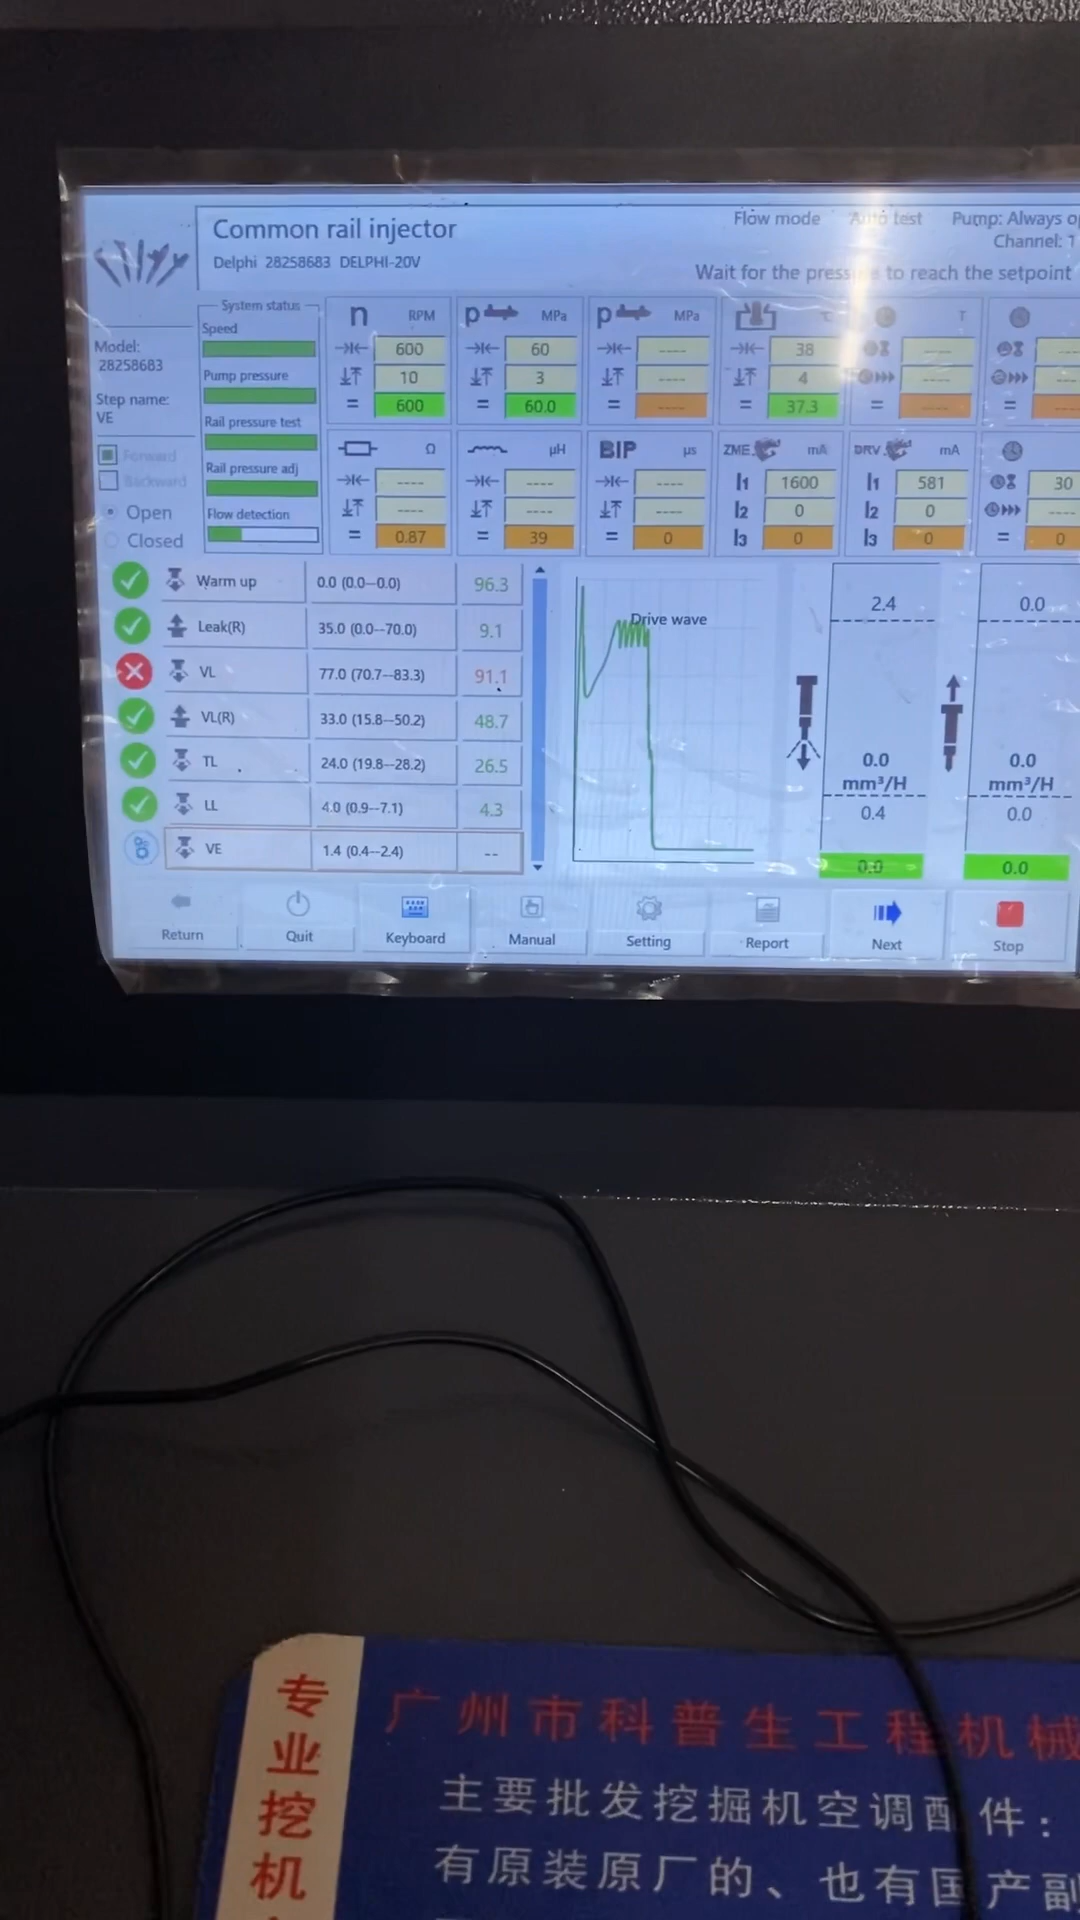 Common rail injector
Delphi 28258683 DELPHI-20V
Flow mode Auto test Pump: Always
Channel: 1
Wait for the pressure to reach the setpoint
Model:
28258683
Step name:
VE
Forward
Backward
Open
Closed
System status
Speed
Pump pressure
Rail pressure test
Rail pressure adj
Flow detection
n RPM
600
10
= 600
p MPa
60
3
= 60.0
p MPa
----
----
= ----
℃
38
4
= 37.3
T
----
----
= ----
Ω
----
----
= 0.87
µH
----
----
= 39
BIP µs
----
----
= 0
ZME mA
I1 1600
I2 0
I3 0
DRV mA
I1 581
I2 0
I3 0
30
----
= 0
Warm up 0.0 (0.0--0.0) 96.3
Leak(R) 35.0 (0.0--70.0) 9.1
VL 77.0 (70.7--83.3) 91.1
VL(R) 33.0 (15.8--50.2) 48.7
TL 24.0 (19.8--28.2) 26.5
LL 4.0 (0.9--7.1) 4.3
VE 1.4 (0.4--2.4) --
Drive wave
2.4
0.0
mm³/H
0.4
0.0
0.0
0.0
mm³/H
0.0
0.0
Return Quit Keyboard Manual Setting Report Next Stop
专业挖机
广州市科普生工程机械
主要批发挖掘机空调配件：
有原装原厂的、也有国产副